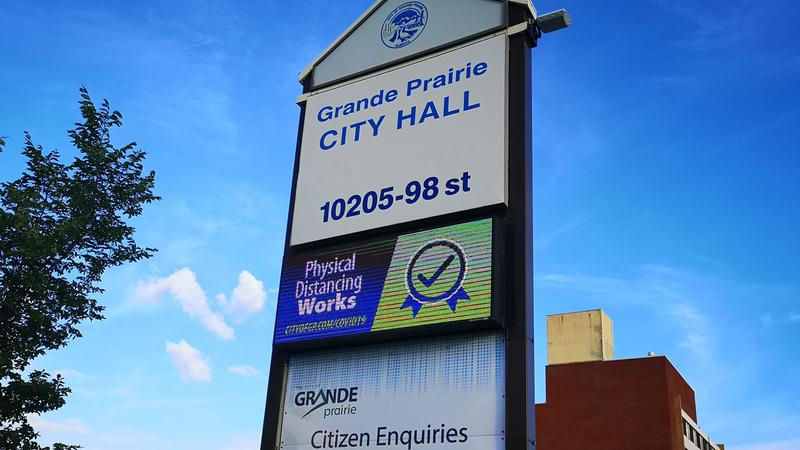 Grande Prairie
CITY HALL
10205-98 st
Physical
Distancing
Works
CITYOFGP.COM/COVID19
GRANDE
prairie
Citizen Enquiries